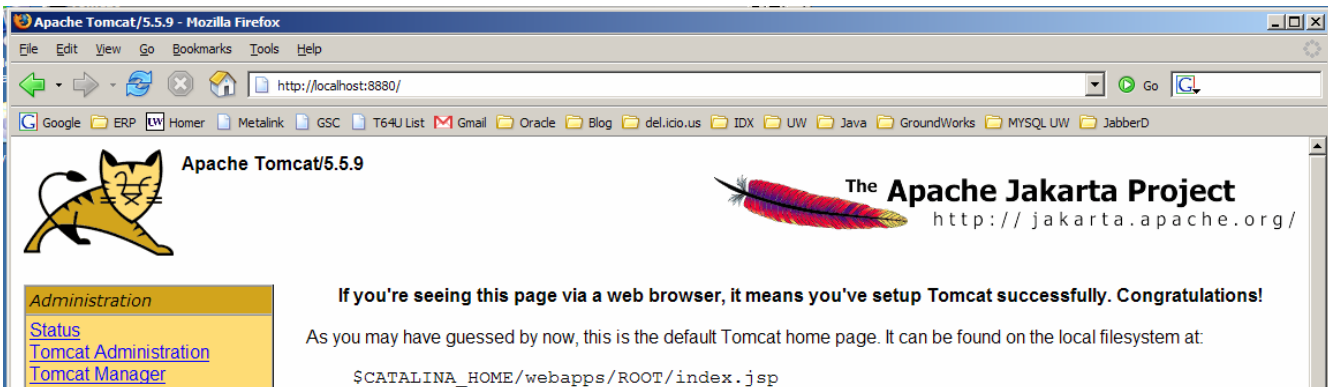 Apache Tomcat/5.5.9 - Mozilla Firefox
File Edit View Go Bookmarks Tools Help
http://localhost:8880/ Go G
G Google ERP UW Homer Metalink GSC T64U List Gmail Oracle Blog del.icio.us IDX UW Java GroundWorks MYSQL UW JabberD
Apache Tomcat/5.5.9
The Apache Jakarta Project
http://jakarta.apache.org/
Administration
Status
Tomcat Administration
Tomcat Manager
If you're seeing this page via a web browser, it means you've setup Tomcat successfully. Congratulations!
As you may have guessed by now, this is the default Tomcat home page. It can be found on the local filesystem at:
$CATALINA_HOME/webapps/ROOT/index.jsp